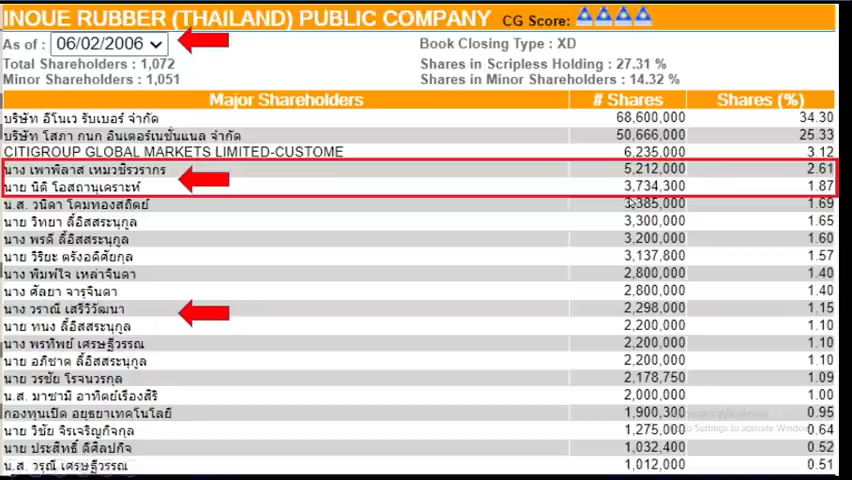 INOUE RUBBER (THAILAND) PUBLIC COMPANY CG Score:
As of : 06/02/2006 Book Closing Type : XD
Total Shareholders : 1,072 Shares in Scripless Holding : 27.31 %
Minor Shareholders : 1,051 Shares in Minor Shareholders : 14.32 %
Major Shareholders # Shares Shares (%)
บริษัท อีโนเว รับเบอร์ จำกัด 68,600,000 34.30
บริษัท โสภา กนก อินเตอร์เนชั่นแนล จำกัด 50,666,000 25.33
CITIGROUP GLOBAL MARKETS LIMITED-CUSTOME 6,235,000 3.12
นาง เพาพิลาส เหมวชิรวรากร 5,212,000 2.61
นาย นิติ โอสถานุเคราะห์ 3,734,300 1.87
น.ส. วนิดา โดมทองสถิตย์ 3,385,000 1.69
นาย วิทยา ลี้อิสสระนุกูล 3,300,000 1.65
นาง พรดี ลี้อิสสระนุกูล 3,200,000 1.60
นาย วิริยะ ตรังอดิศัยกุล 3,137,800 1.57
นาง พิมพ์ใจ เหล่าจินดา 2,800,000 1.40
นาง ศัลยา จารุจินดา 2,800,000 1.40
นาง วราณี เสรีวิวัฒนา 2,298,000 1.15
นาย ทนง ลี้อิสสระนุกูล 2,200,000 1.10
นาง พรทิพย์ เศรษฐีวรรณ 2,200,000 1.10
นาย อภิชาต ลี้อิสสระนุกูล 2,200,000 1.10
นาย วรชัย โรจนวรกุล 2,178,750 1.09
น.ส. มาซามิ อาทิตย์เรืองสิริ 2,000,000 1.00
กองทุนเปิด อยุธยาเทคโนโลยี 1,900,300 0.95
นาย วิชัย จิรเจริญกิจกุล 1,275,000 0.64
นาย ประสิทธิ์ ดีศิลปกิจ 1,032,400 0.52
น.ส. วรุณี เศรษฐีวรรณ 1,012,000 0.51
Windows
to Settings to activate Windows